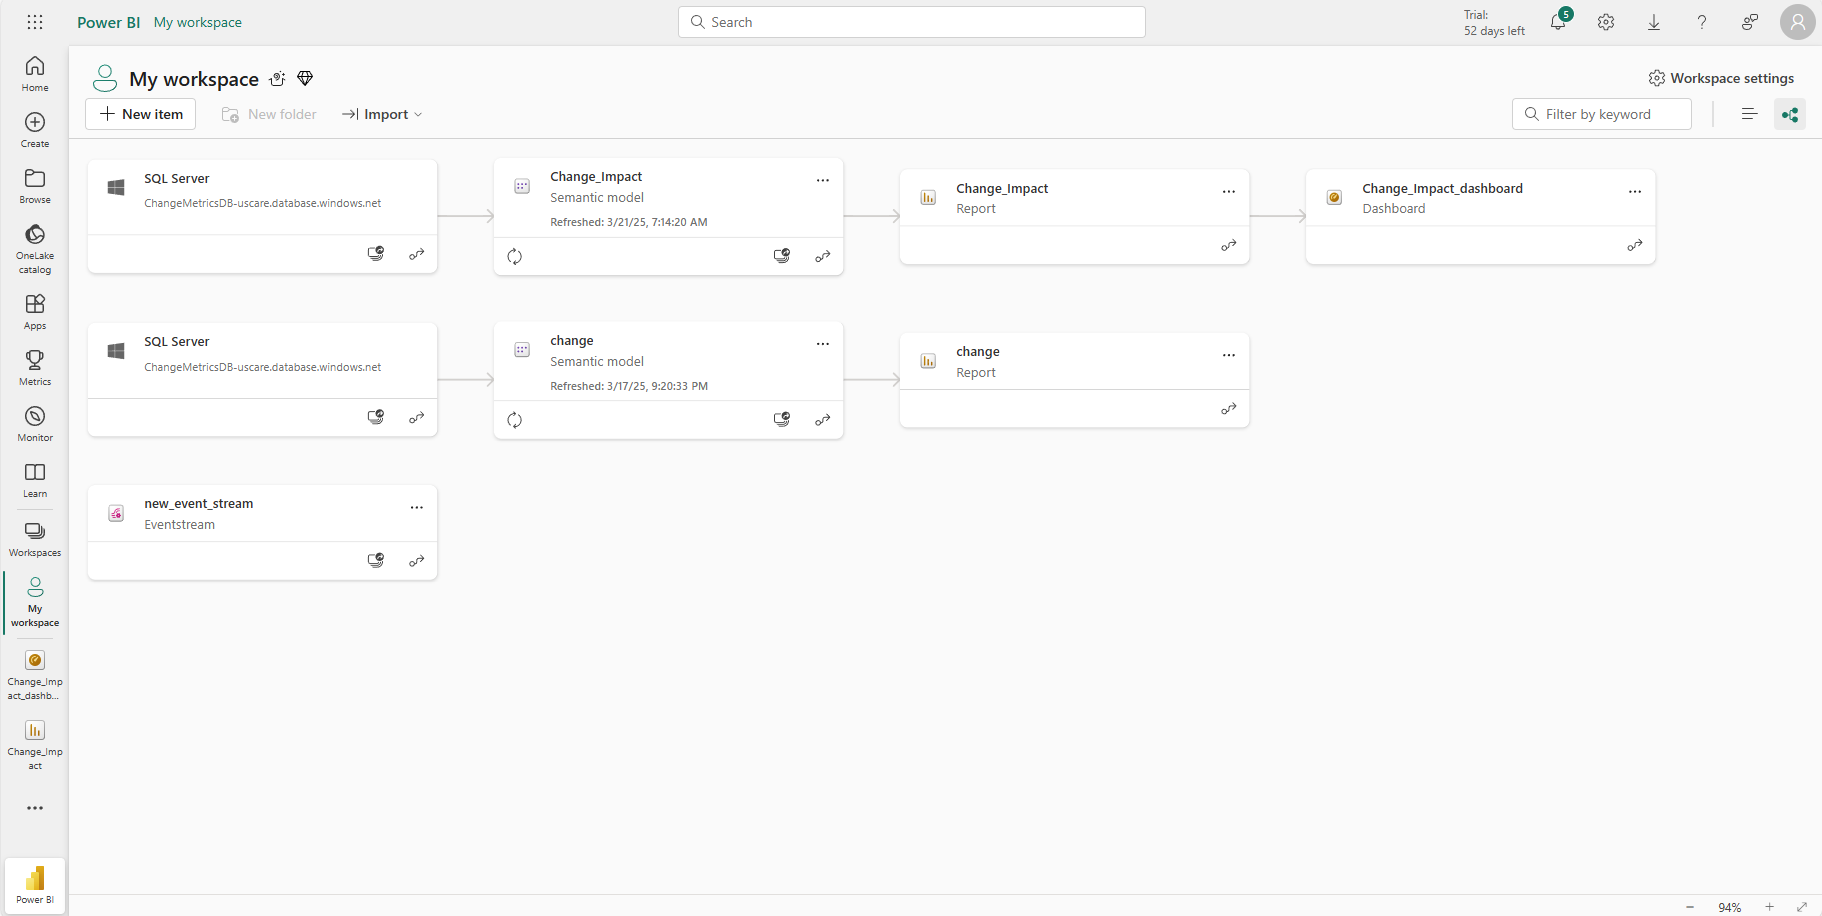 Power BI My workspace
Search
Trial:
52 days left
5
My workspace
Workspace settings
New item
New folder
Import
Filter by keyword
Home
Create
Browse
OneLake
catalog
Apps
Metrics
Monitor
Learn
Workspaces
My
workspace
Change_Imp
act_dashb...
Change_Imp
act
Power BI
SQL Server
ChangeMetricsDB-uscare.database.windows.net
Change_Impact
Semantic model
Refreshed: 3/21/25, 7:14:20 AM
Change_Impact
Report
Change_Impact_dashboard
Dashboard
SQL Server
ChangeMetricsDB-uscare.database.windows.net
change
Semantic model
Refreshed: 3/17/25, 9:20:33 PM
change
Report
new_event_stream
Eventstream
94%